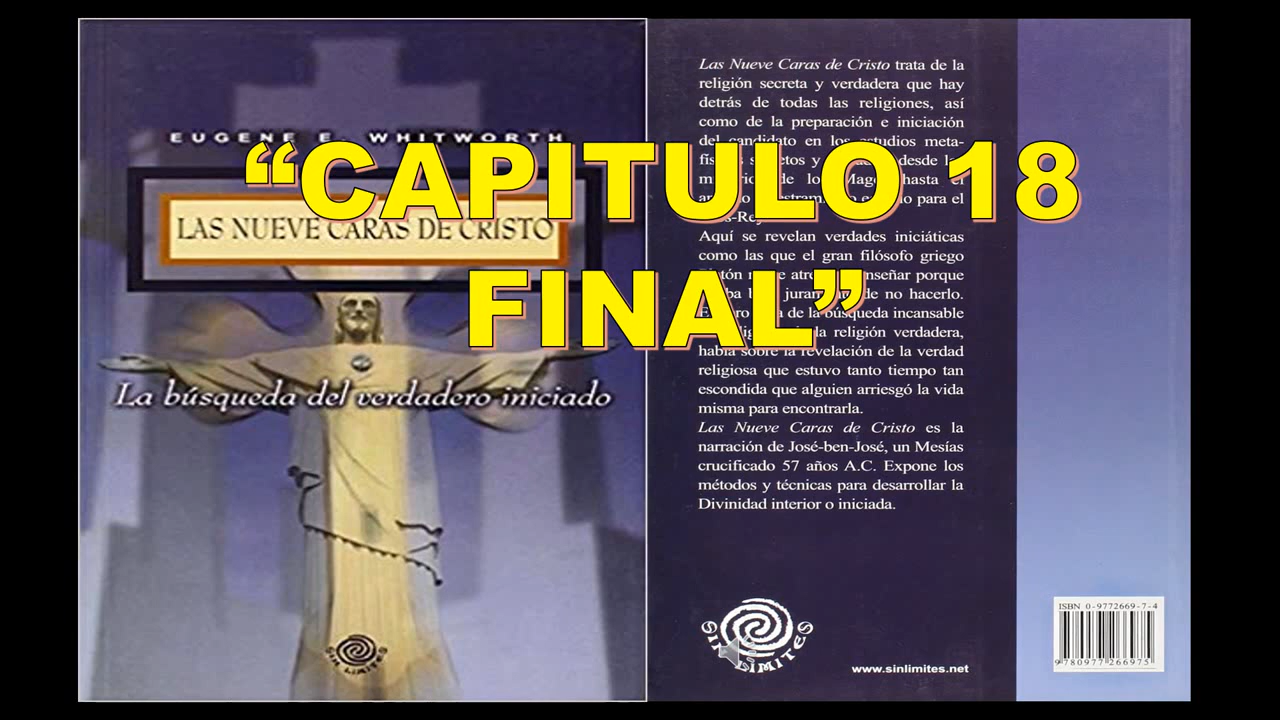 EUGENE E. WHITWORTH
“CAPITULO 18
FINAL”
LAS NUEVE CARAS DE CRISTO
La búsqueda del verdadero iniciado
SIN LIMITES
Las Nueve Caras de Cristo trata de la
religión secreta y verdadera que hay
detrás de todas las religiones, así
como de la preparación e iniciación
del candidato en los estudios meta-
desde
de hasta el
para el
Aquí se revelan verdades iniciáticas
como las que el gran filósofo griego
enseñar porque
de no hacerlo.
de la búsqueda incansable
la religión verdadera,
habla sobre la revelación de la verdad
religiosa que estuvo tanto tiempo tan
escondida que alguien arriesgó la vida
misma para encontrarla.
Las Nueve Caras de Cristo es la
narración de José-ben-José, un Mesías
crucificado 57 años A.C. Expone los
métodos y técnicas para desarrollar la
Divinidad interior o iniciada.
SIN LIMITES
www.sinlimites.net
ISBN 0-9772669-7-4
9 780977 266975